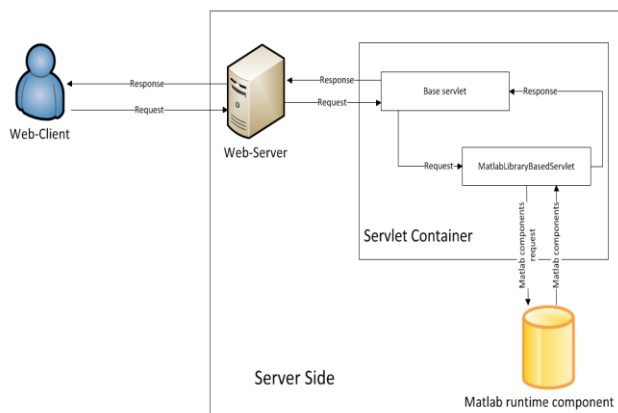 Response
Request
Web-Client
Web-Server
Response
Request
Base servlet
Response
Request
MatlabLibraryBasedServlet
Servlet Container
Matlab components
request
Matlab components
Server Side
Matlab runtime component